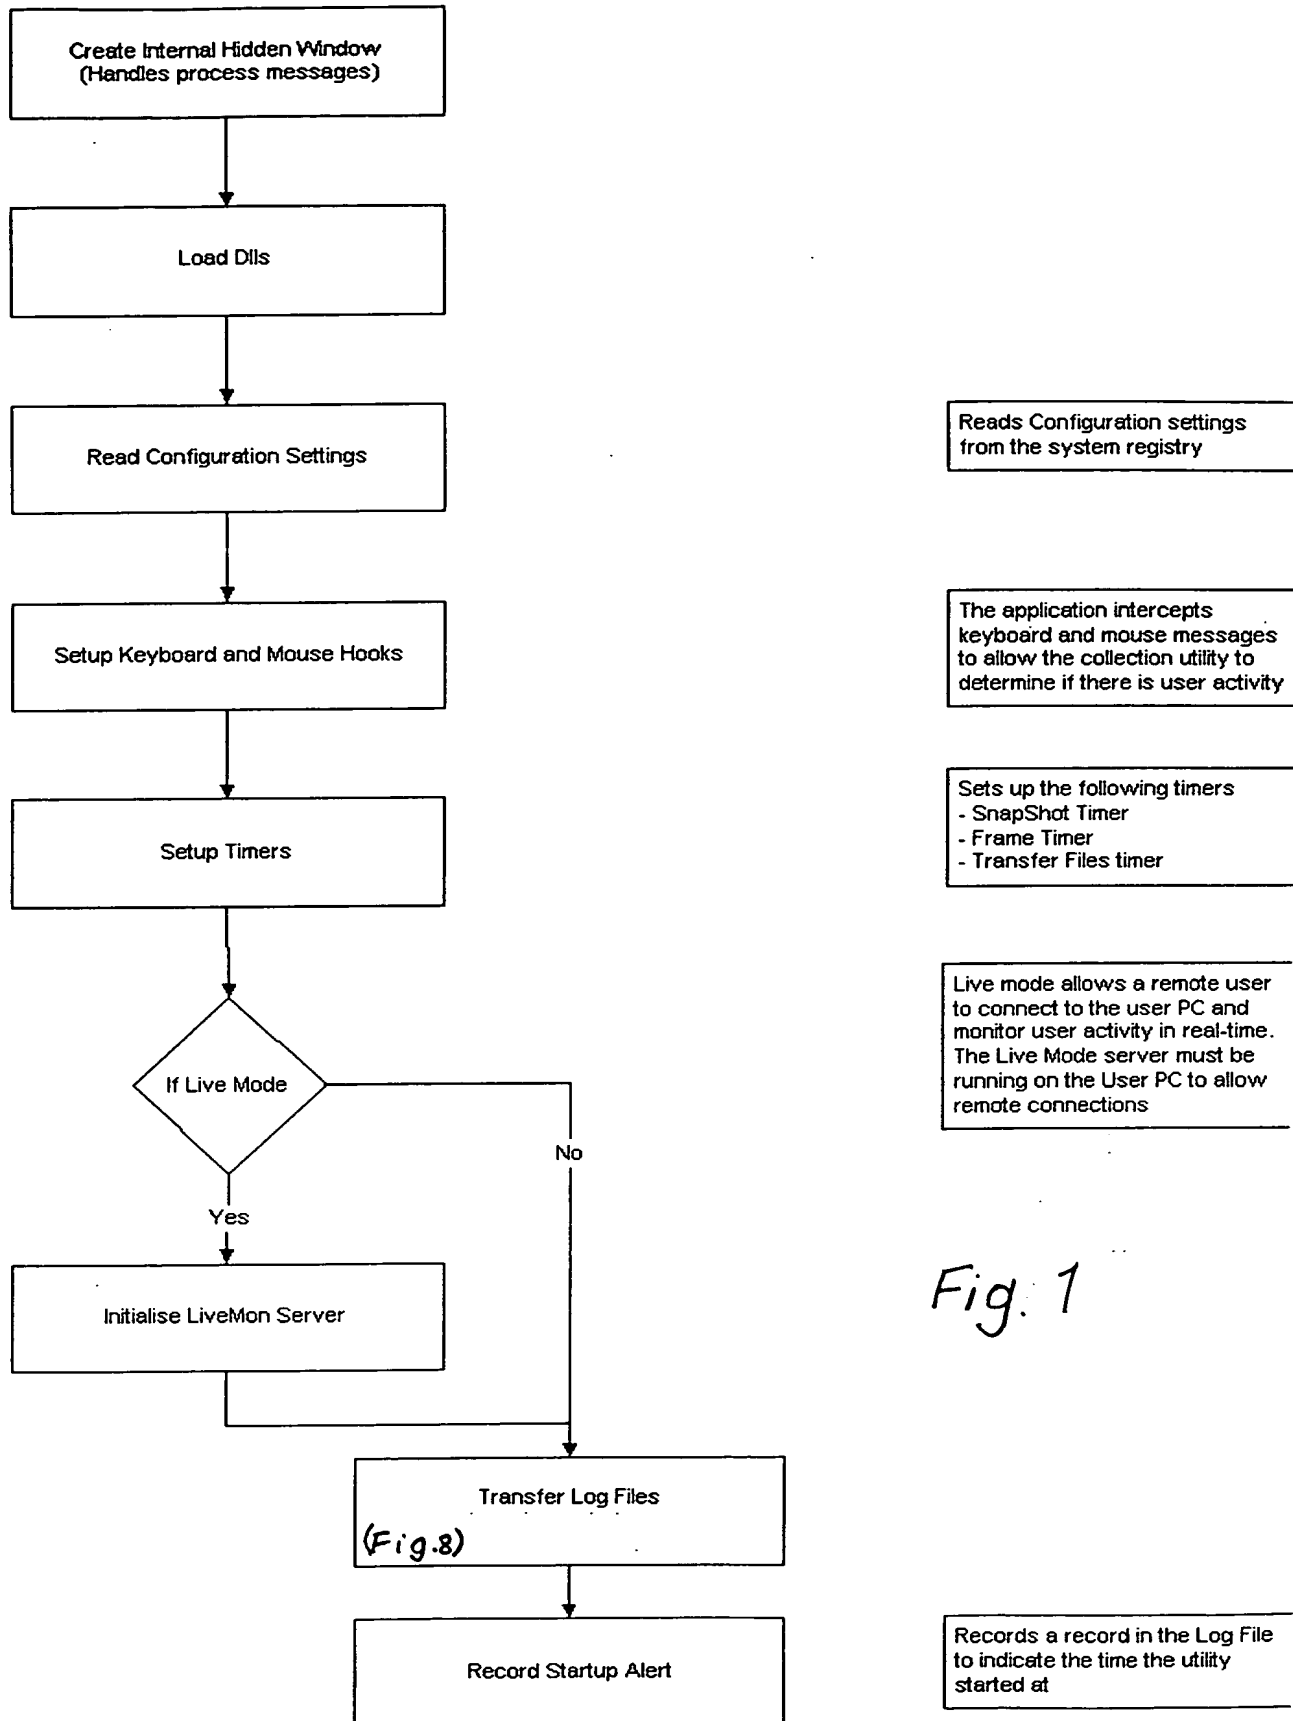 Create Internal Hidden Window
(Handles process messages)
Load Dlls
Read Configuration Settings
Reads Configuration settings
from the system registry
Setup Keyboard and Mouse Hooks
The application intercepts
keyboard and mouse messages
to allow the collection utility to
determine if there is user activity
Setup Timers
Sets up the following timers
- SnapShot Timer
- Frame Timer
- Transfer Files timer
If Live Mode
Live mode allows a remote user
to connect to the user PC and
monitor user activity in real-time.
The Live Mode server must be
running on the User PC to allow
remote connections
No
Yes
Initialise LiveMon Server
Fig. 1
Transfer Log Files
(Fig.8)
Record Startup Alert
Records a record in the Log File
to indicate the time the utility
started at